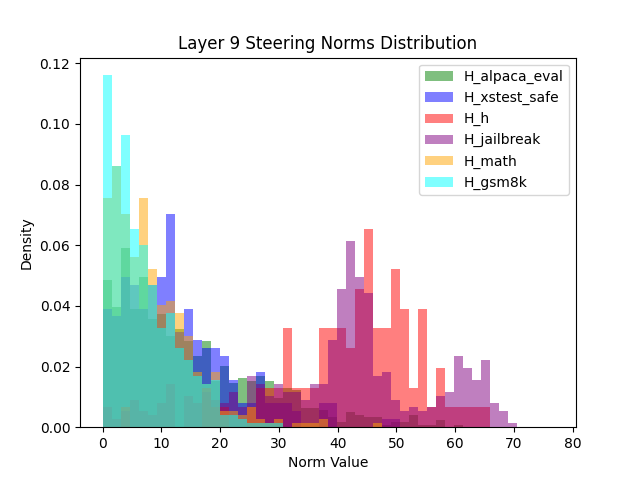 Layer 9 Steering Norms Distribution
H_alpaca_eval
H_xstest_safe
H_h
H_jailbreak
H_math
H_gsm8k
0.12
0.10
0.08
0.06
0.04
0.02
0.00
Density
0 10 20 30 40 50 60 70 80
Norm Value